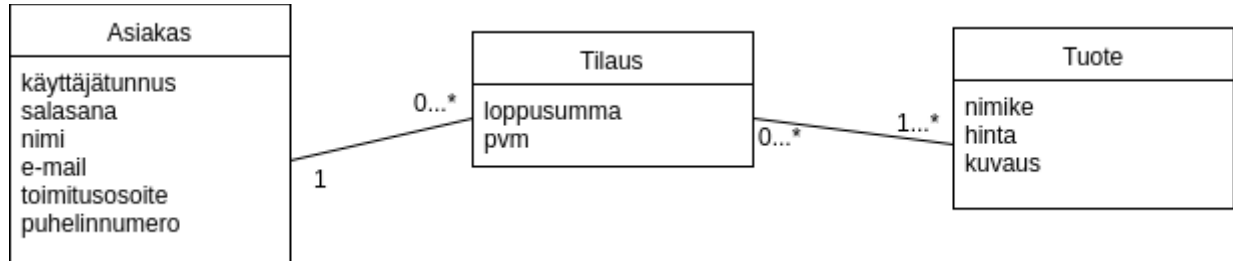 Asiakas
käyttäjätunnus
salasana
nimi
e-mail
toimitusosoite
puhelinnumero
1
0...*
Tilaus
loppusumma
pvm
0...*
1...*
Tuote
nimike
hinta
kuvaus